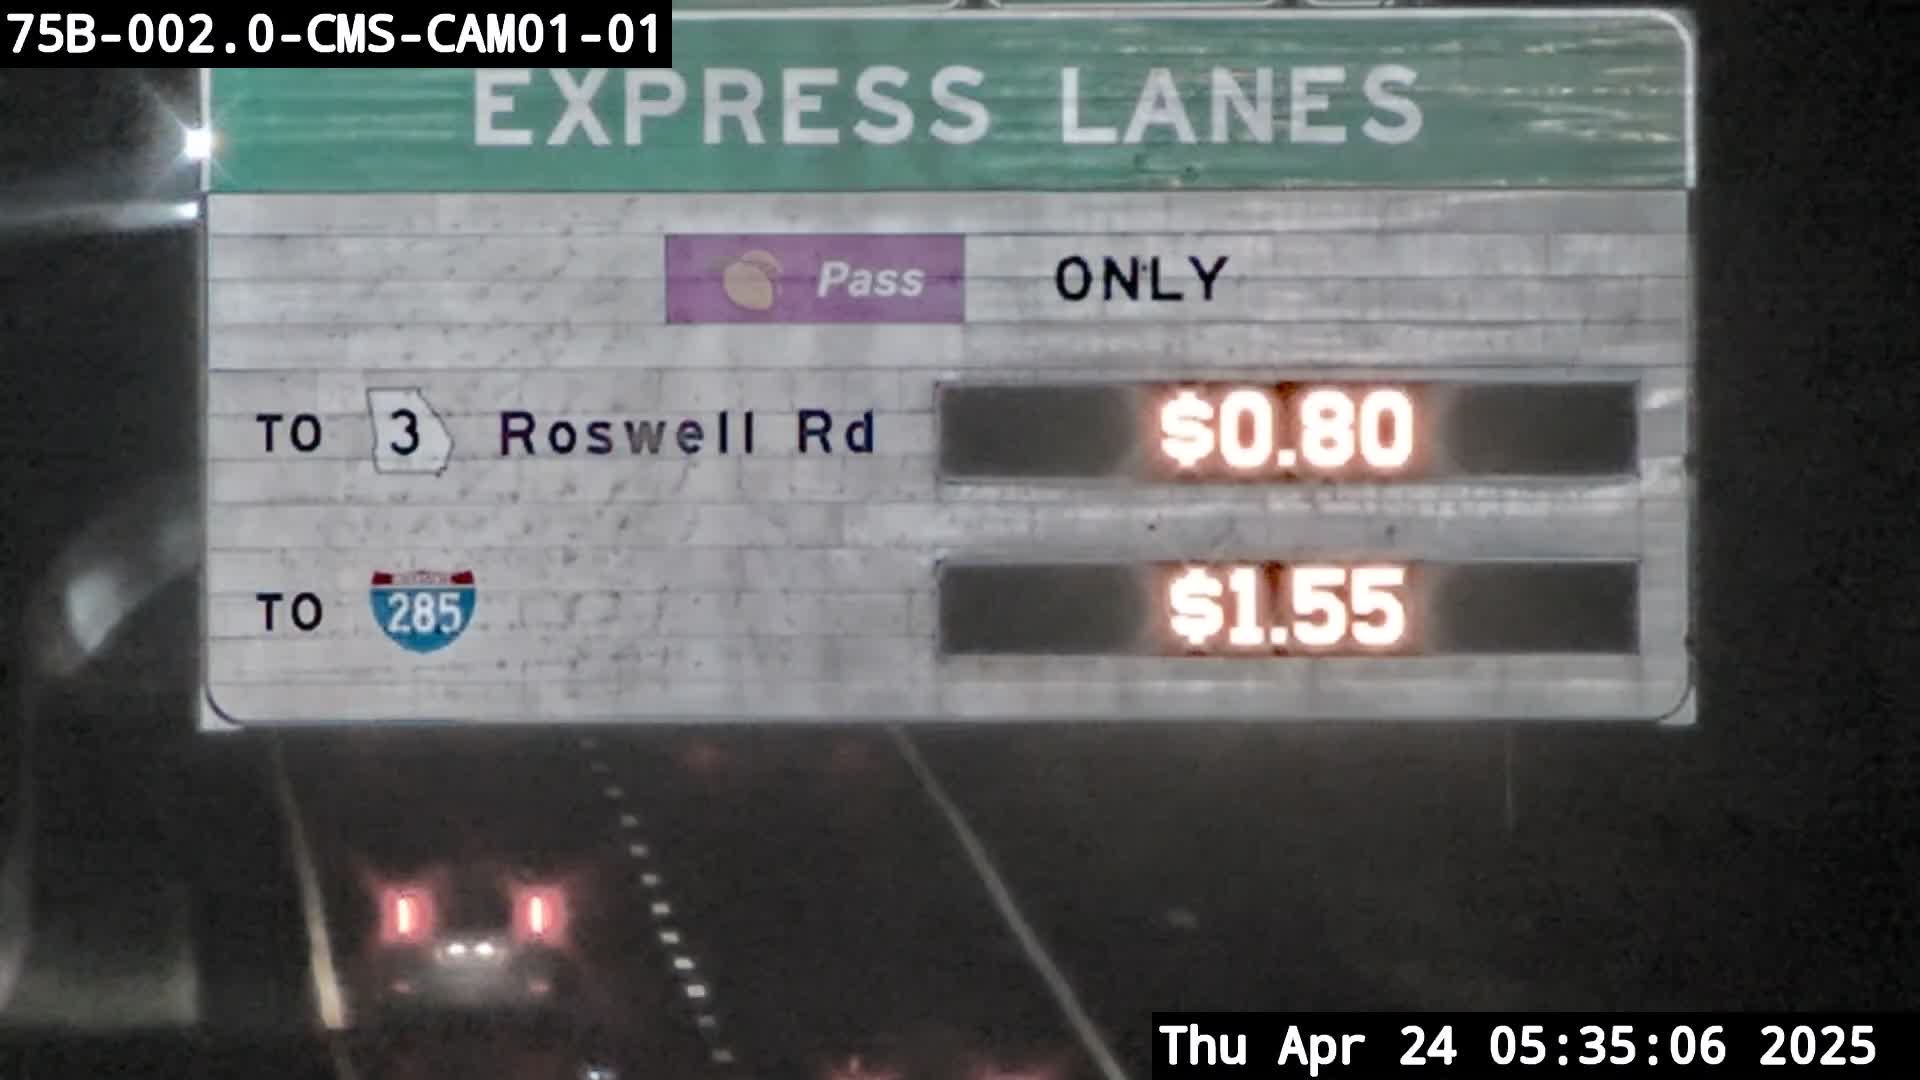 75B-002.0-CMS-CAM01-01
EXPRESS LANES
Pass ONLY
TO 3 Roswell Rd $0.80
TO 285 $1.55
Thu Apr 24 05:35:06 2025